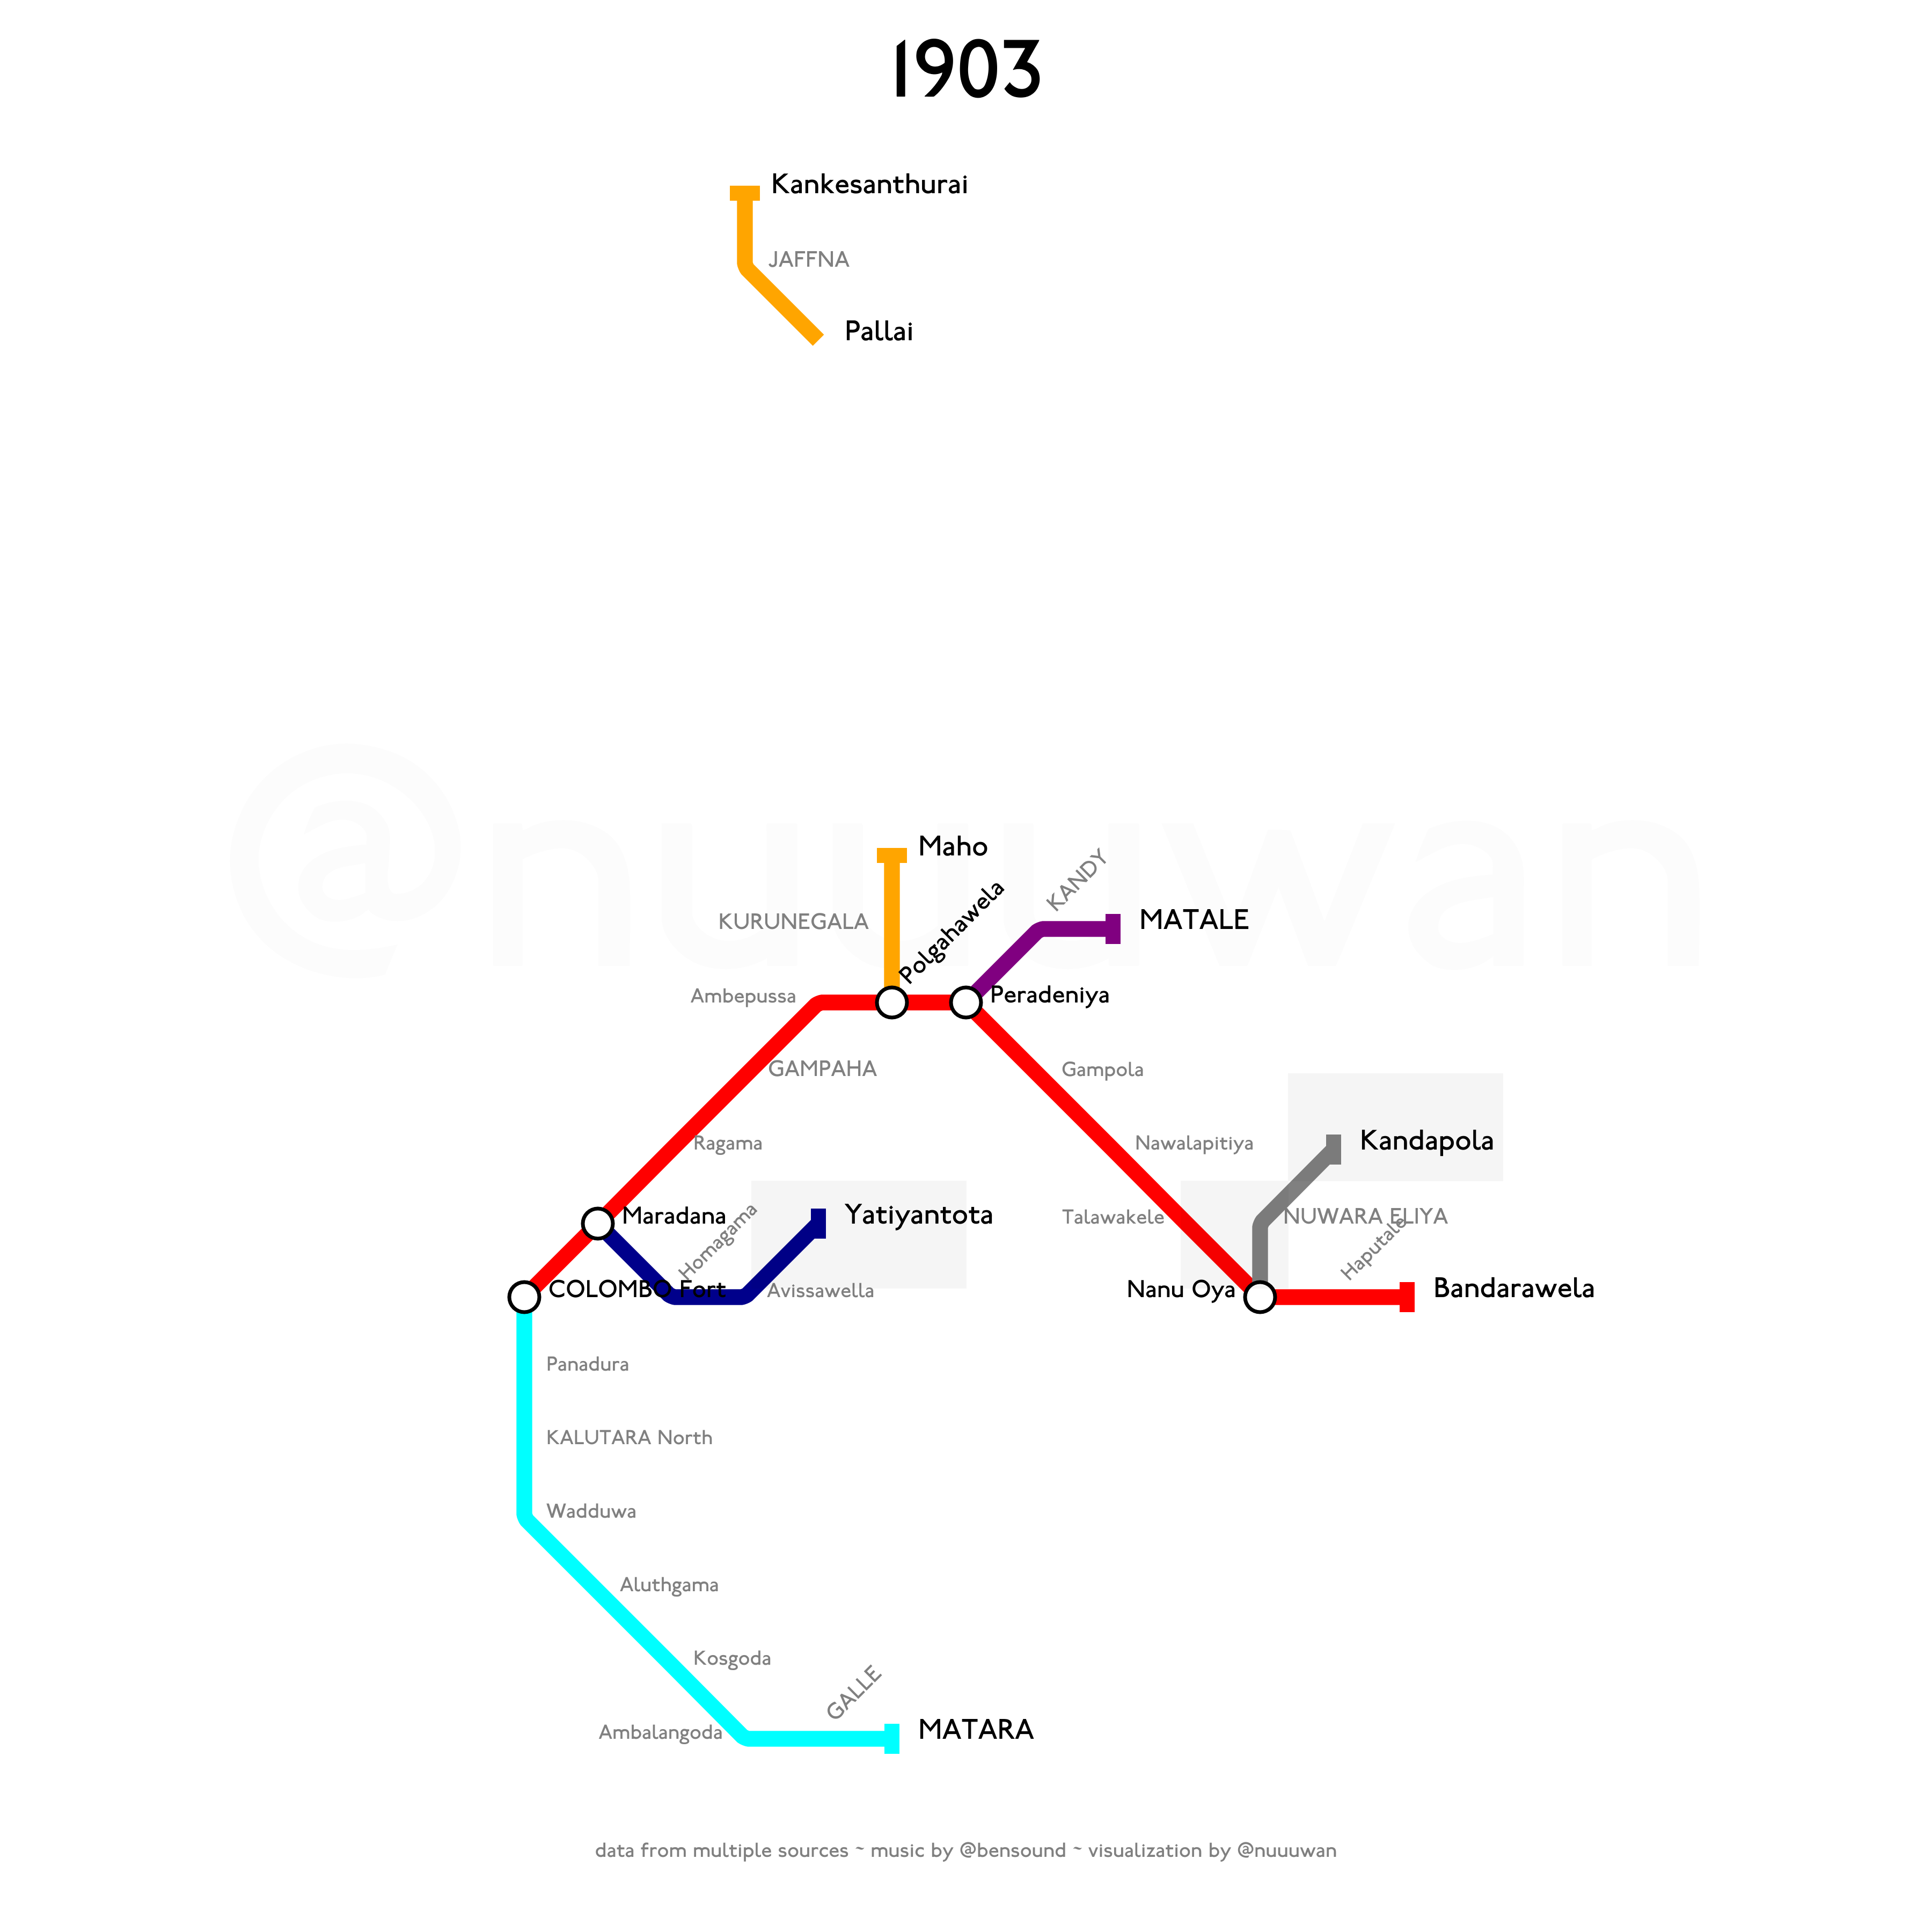 1903
Kankesanthurai
JAFFNA
Pallai
@nuuuwan
Maho
KANDY
Polgahawela
KURUNEGALA
MATALE
Ambepussa
Peradeniya
GAMPAHA
Gampola
Ragama
Nawalapitiya
Kandapola
Maradana
Homagama
Yatiyantota
Talawakele
NUWARA ELIYA
Haputale
COLOMBO Fort
Avissawella
Nanu Oya
Bandarawela
Panadura
KALUTARA North
Wadduwa
Aluthgama
Kosgoda
GALLE
Ambalangoda
MATARA
data from multiple sources ~ music by @bensound ~ visualization by @nuuuwan